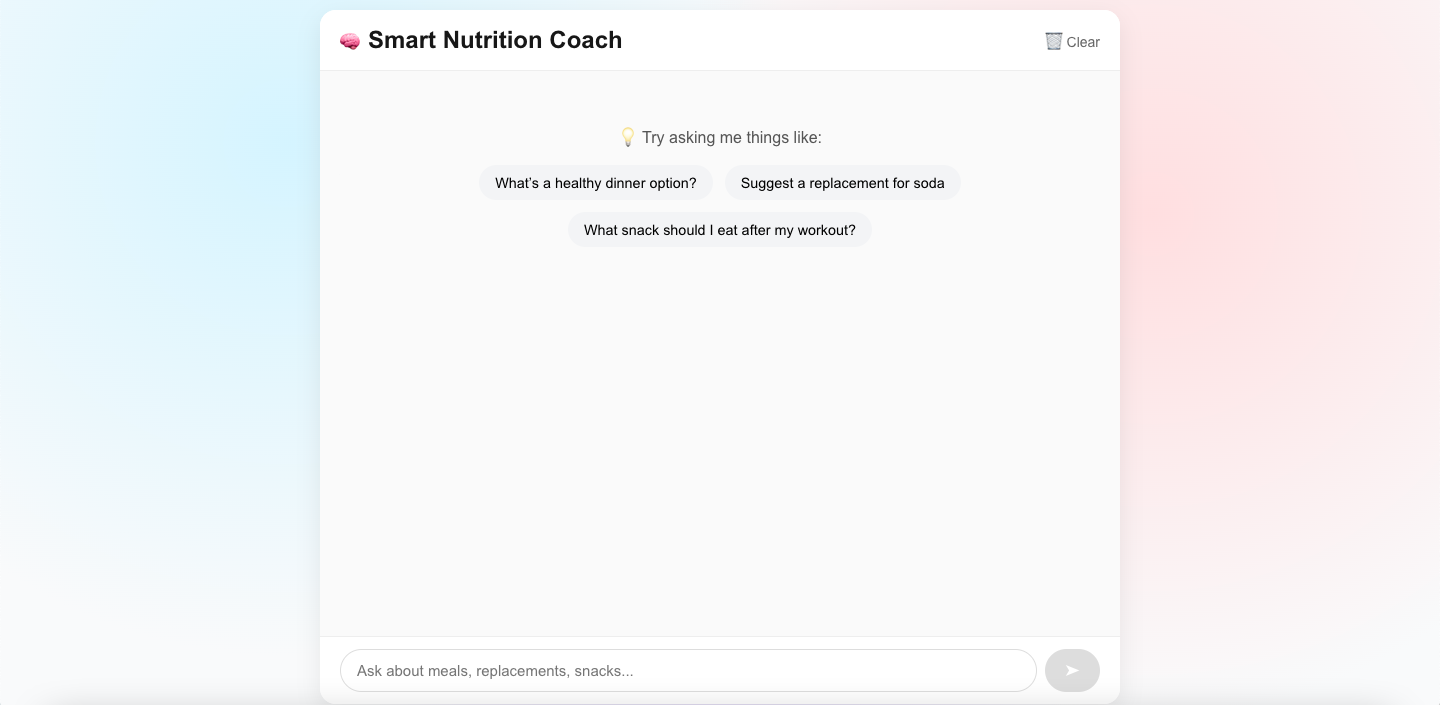 Smart Nutrition Coach
Clear
Try asking me things like:
What’s a healthy dinner option?
Suggest a replacement for soda
What snack should I eat after my workout?
Ask about meals, replacements, snacks...